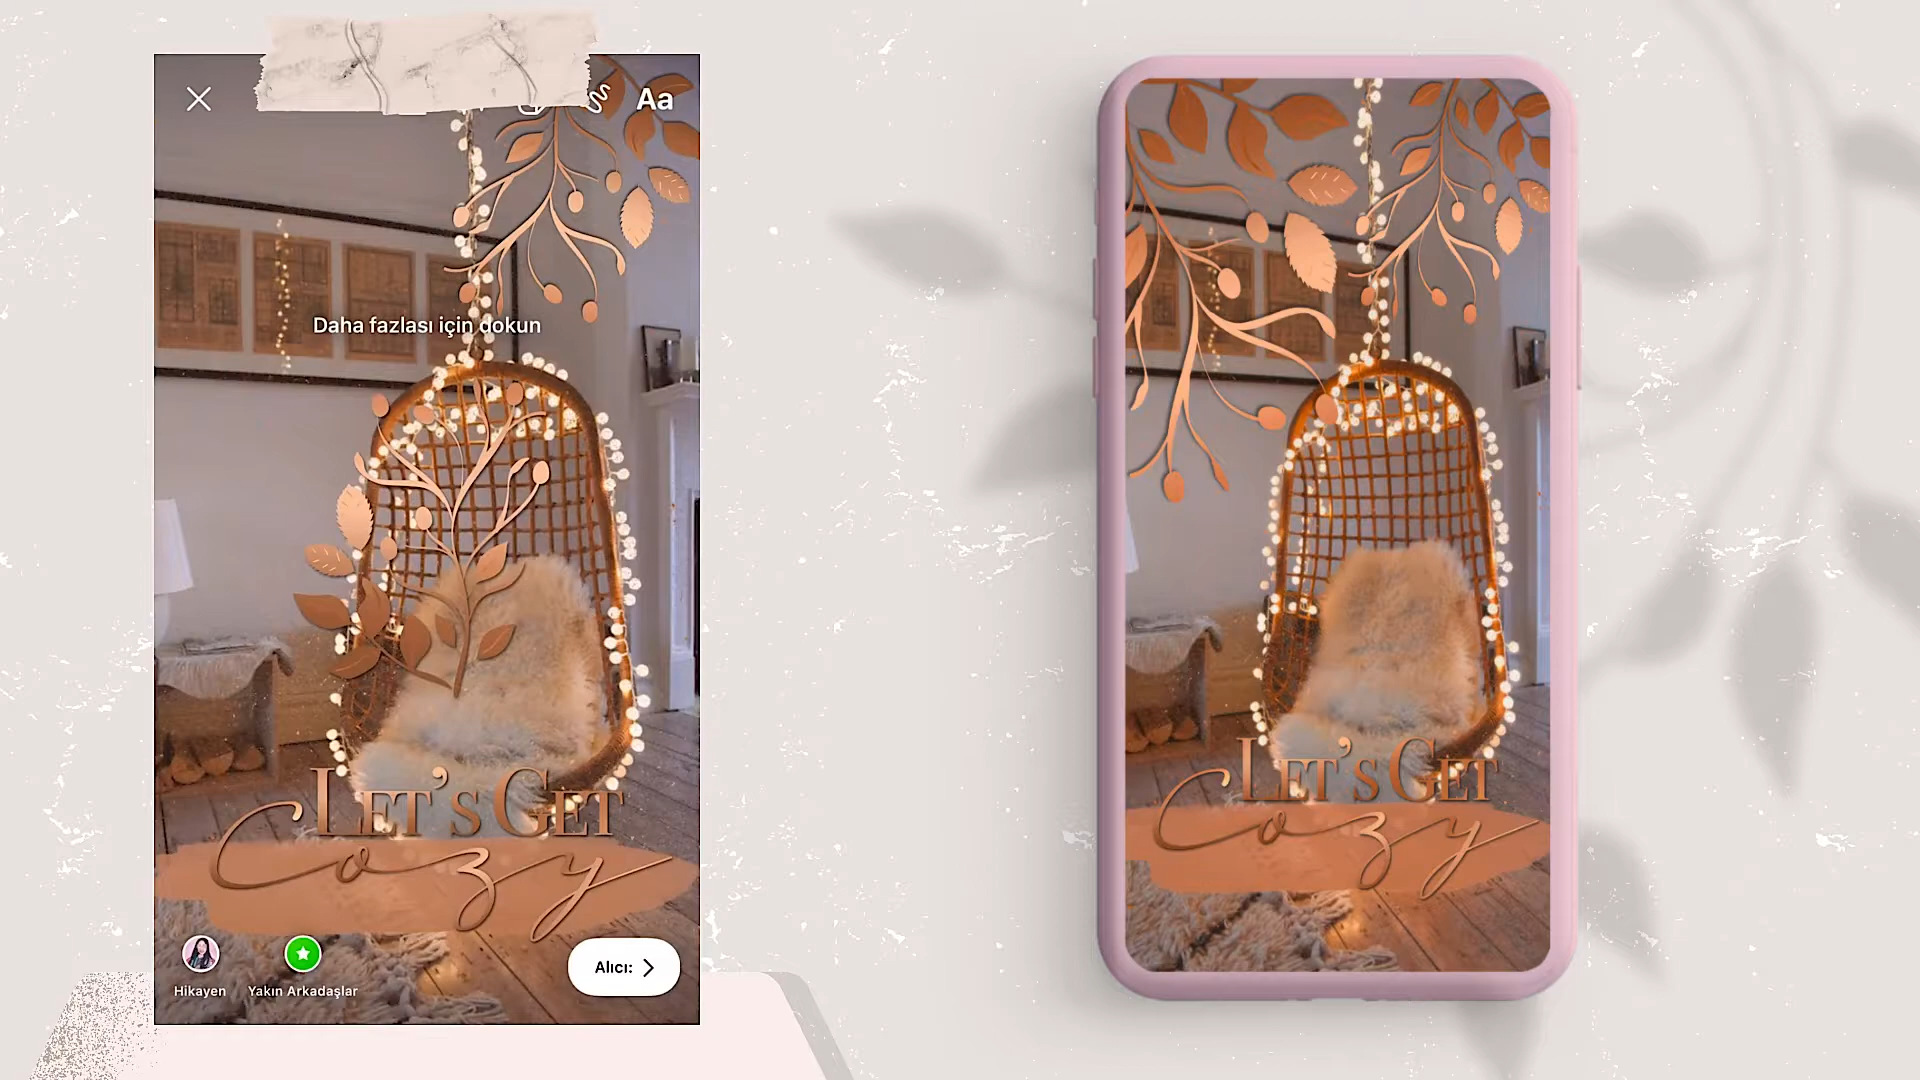 Aa
Daha fazlası için dokun
LET'S GET
Cozy
Hikayen
Yakın Arkadaşlar
Alıcı:
LET'S GET
Cozy